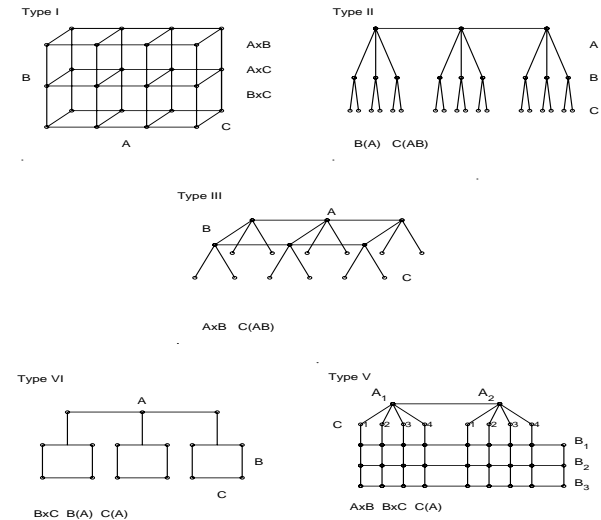 Type I
AxB
AxC
BxC
B
A
C
Type II
A
B
C
B(A) C(AB)
Type III
A
B
C
AxB C(AB)
Type VI
A
B
C
BxC B(A) C(A)
Type V
A1 A2
C 1 2 3 4 1 2 3 4
B1
B2
B3
AxB BxC C(A)